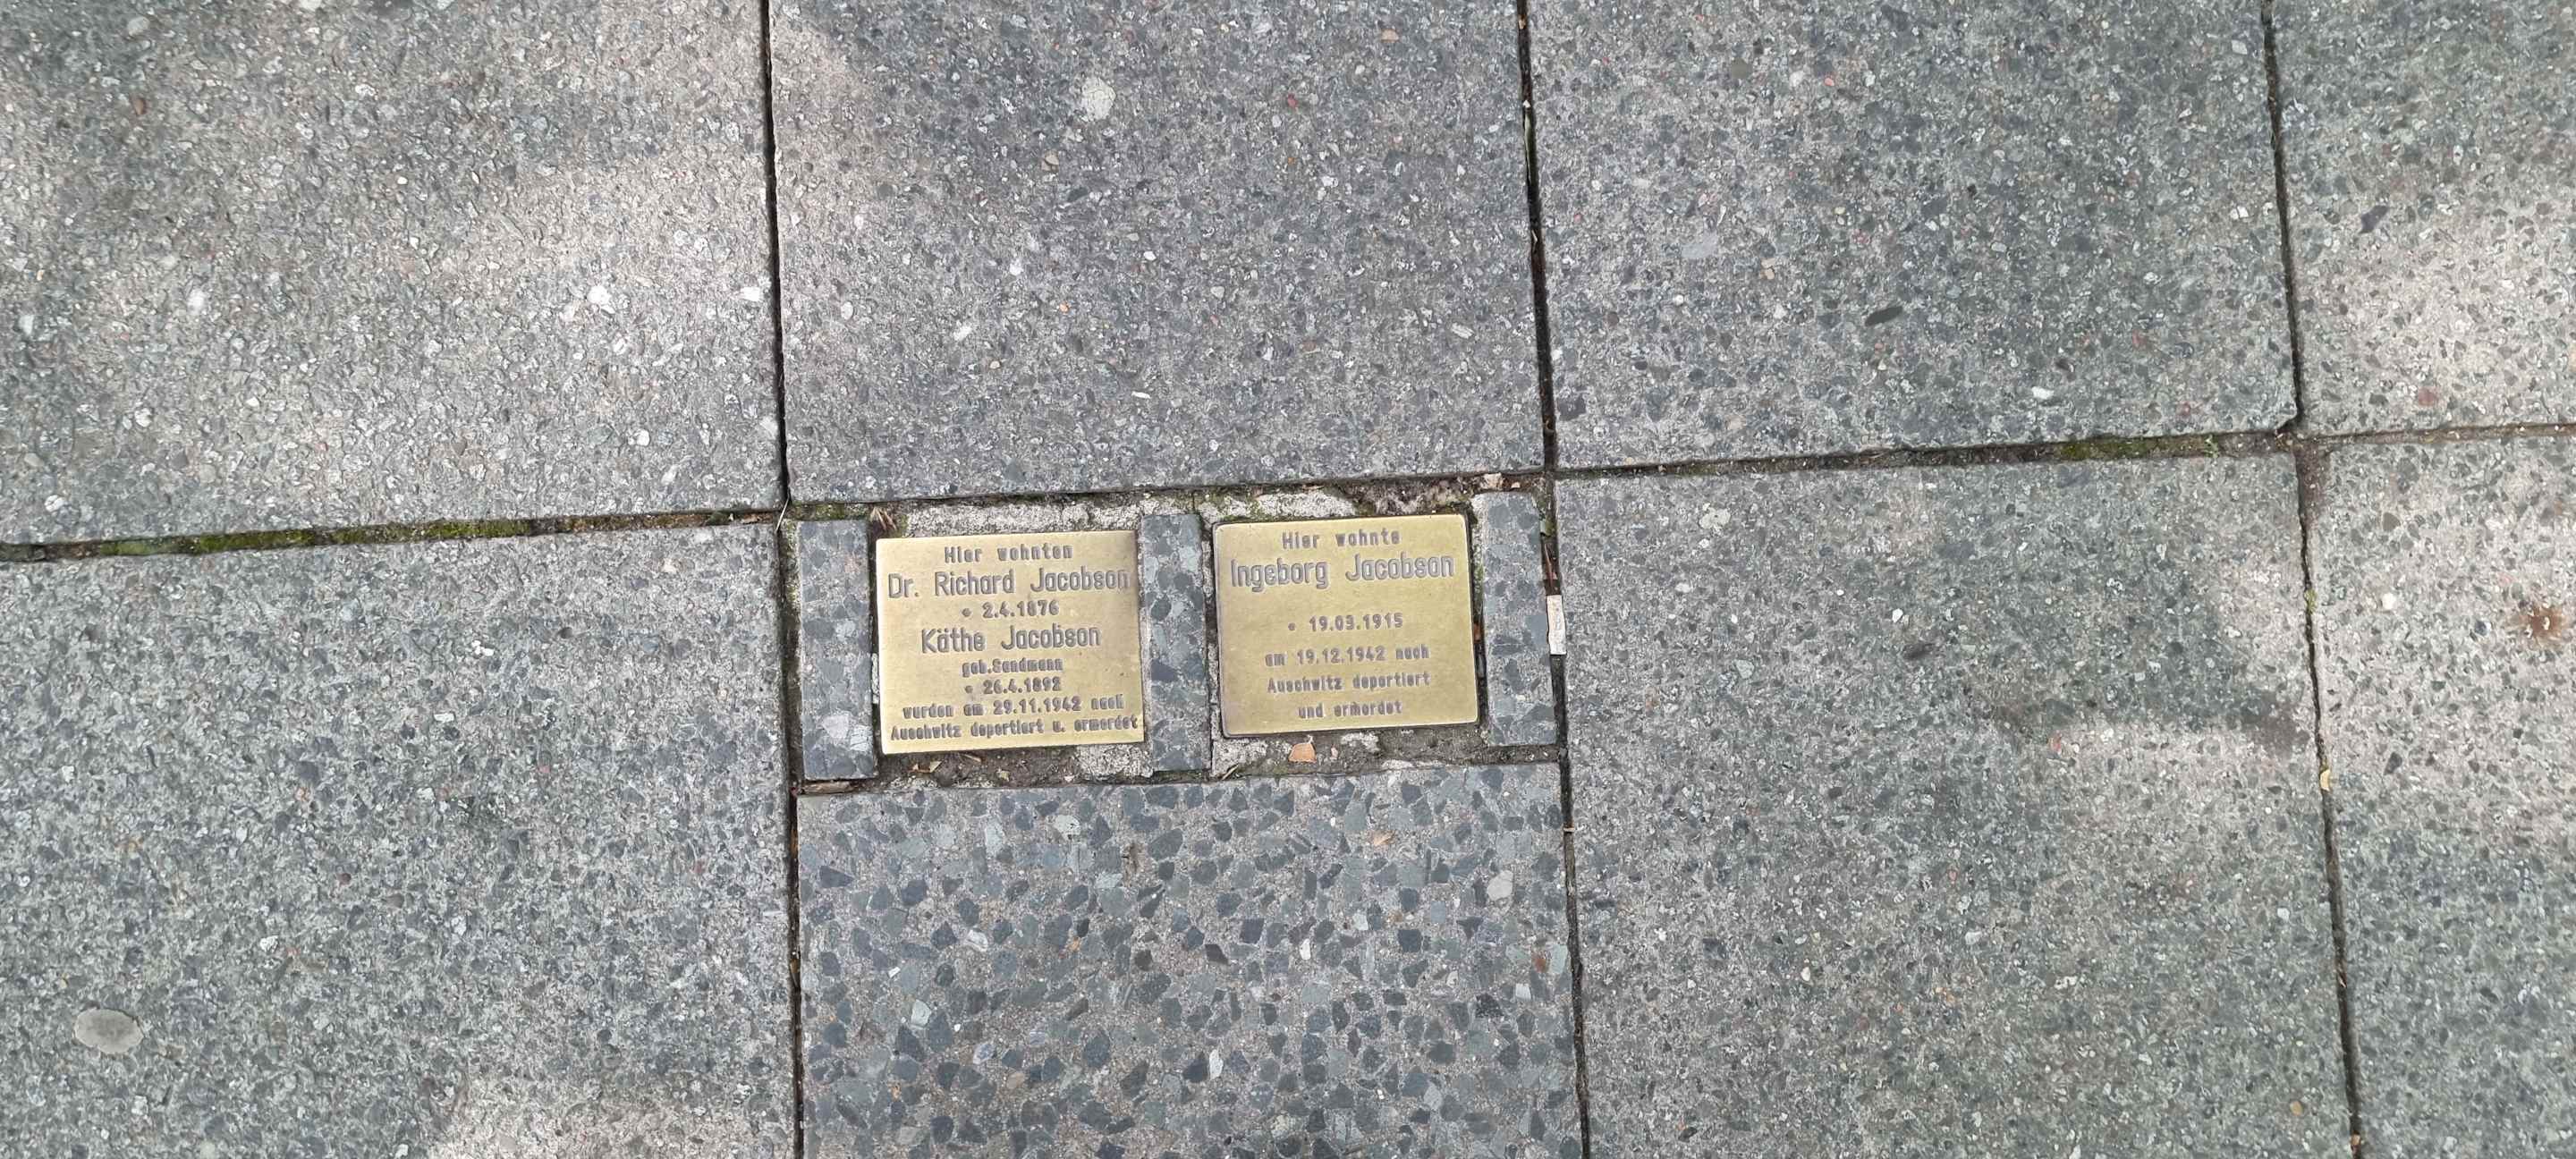 Hier wohnten
Dr. Richard Jacobson
* 2.4.1876
Käthe Jacobson
geb.Sandmann
* 26.4.1892
wurden am 29.11.1942 nach
Auschwitz deportiert u. ermordet
Hier wohnte
Ingeborg Jacobson
* 19.03.1915
am 19.12.1942 nach
Auschwitz deportiert
und ermordet